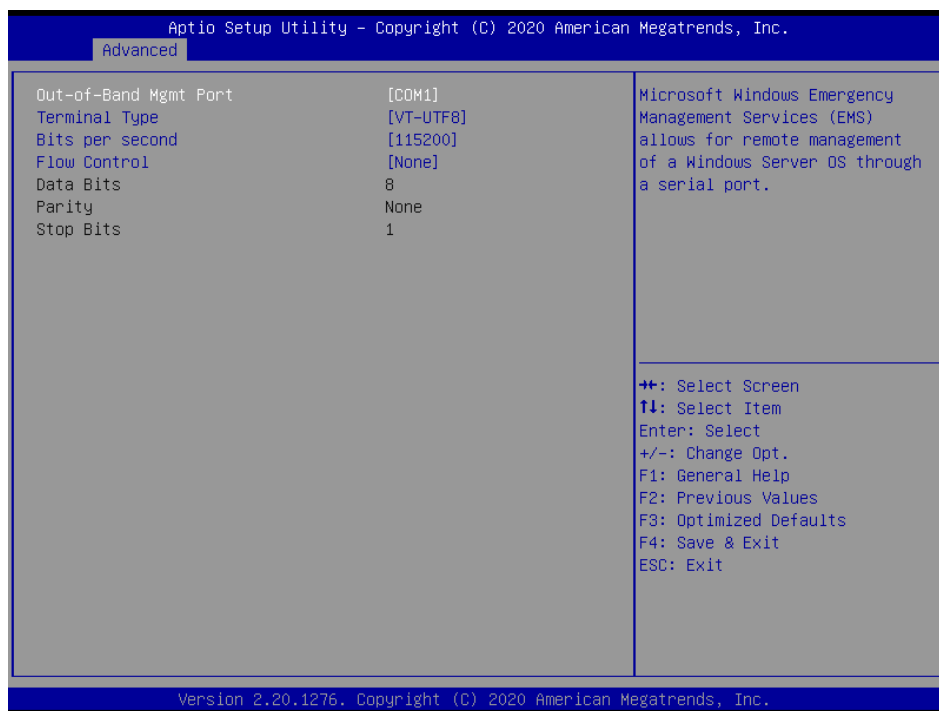 Aptio Setup Utility – Copyright (C) 2020 American Megatrends, Inc.
Advanced
Out-of-Band Mgmt Port [COM1]
Terminal Type [VT-UTF8]
Bits per second [115200]
Flow Control [None]
Data Bits 8
Parity None
Stop Bits 1
Microsoft Windows Emergency
Management Services (EMS)
allows for remote management
of a Windows Server OS through
a serial port.
→←: Select Screen
↑↓: Select Item
Enter: Select
+/-: Change Opt.
F1: General Help
F2: Previous Values
F3: Optimized Defaults
F4: Save & Exit
ESC: Exit
Version 2.20.1276. Copyright (C) 2020 American Megatrends, Inc.